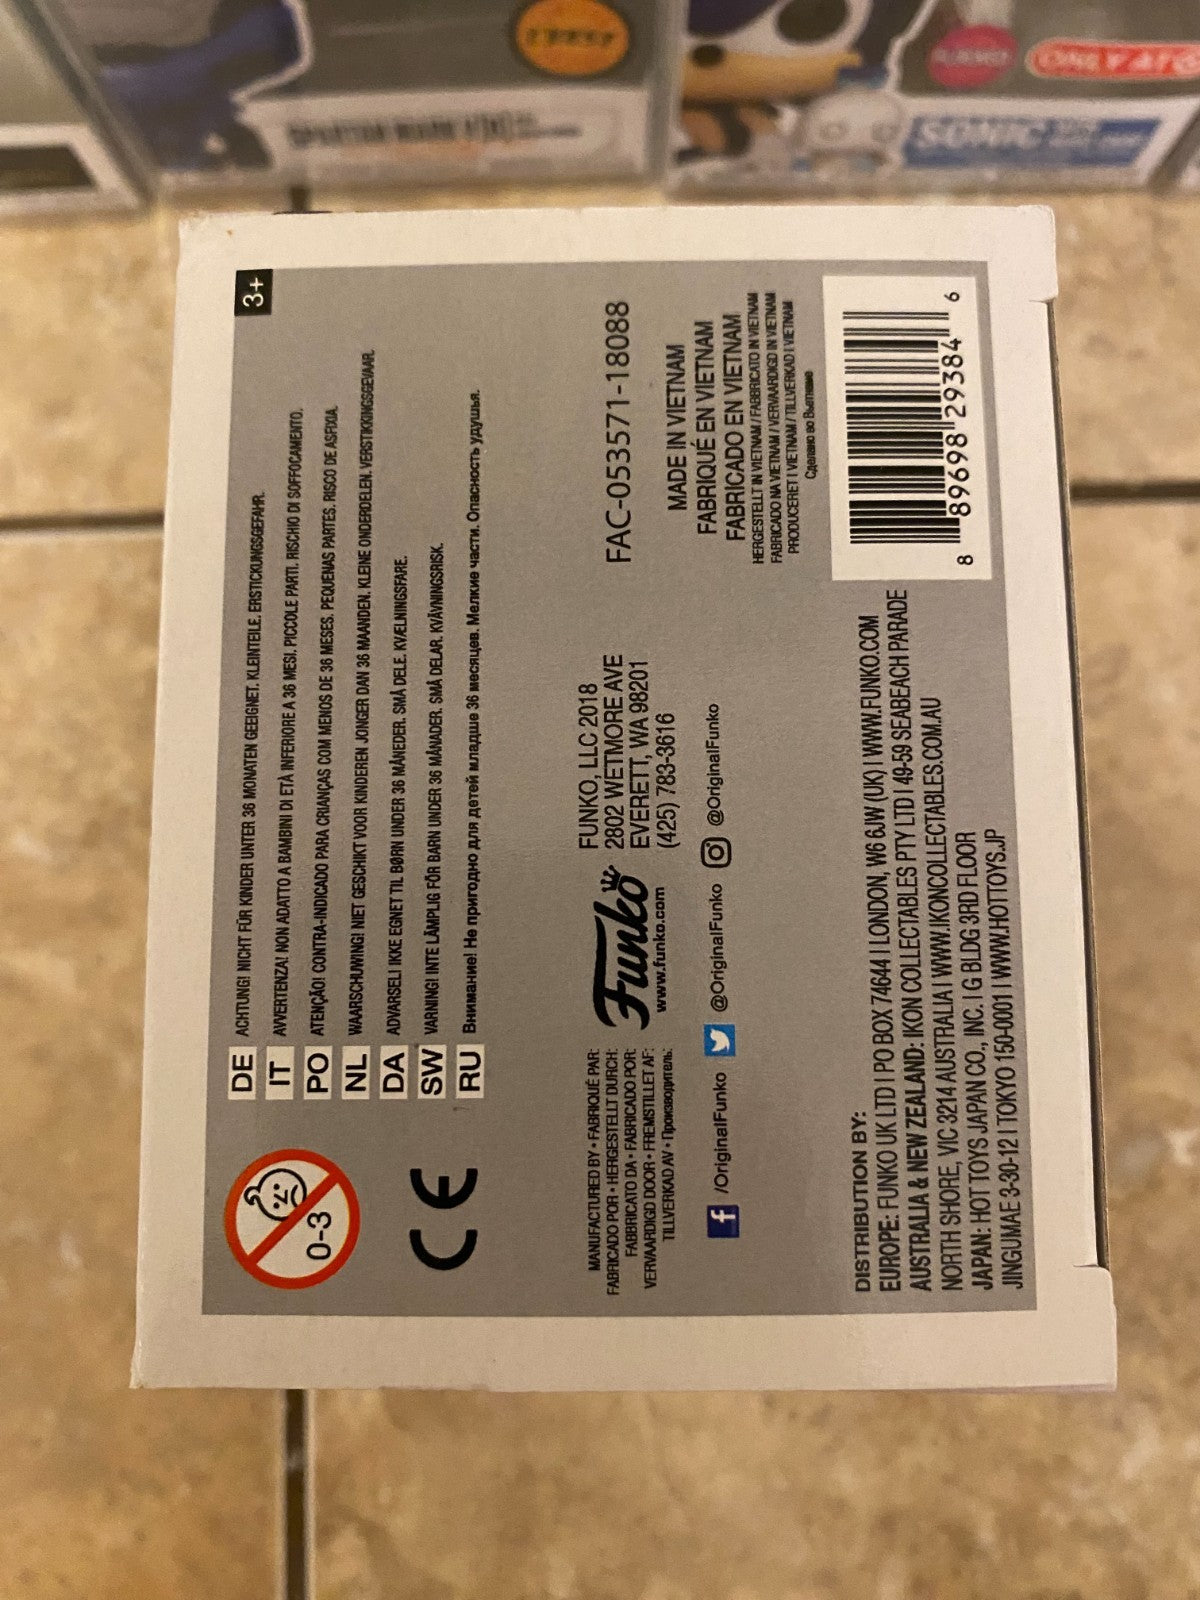 3+
DE ACHTUNG! NICHT FÜR KINDER UNTER 36 MONATEN GEEIGNET. KLEINTEILE. ERSTICKUNGSGEFAHR.
IT AVVERTENZA! NON ADATTO A BAMBINI DI ETÀ INFERIORE A 36 MESI. PICCOLE PARTI. RISCHIO DI SOFFOCAMENTO.
PO ATENÇÃO! CONTRA-INDICADO PARA CRIANÇAS COM MENOS DE 36 MESES. PEQUENAS PARTES. RISCO DE ASFIXIA.
NL WAARSCHUWING! NIET GESCHIKT VOOR KINDEREN JONGER DAN 36 MAANDEN. KLEINE ONDERDELEN. VERSTIKKINGSGEVAAR.
DA ADVARSEL! IKKE EGNET TIL BØRN UNDER 36 MÅNEDER. SMÅ DELE. KVÆLNINGSFARE.
SW VARNING! INTE LÄMPLIG FÖR BARN UNDER 36 MÅNADER. SMÅ DELAR. KVÄVNINGSRISK.
RU Внимание! Не пригодно для детей младше 36 месяцев. Мелкие части. Опасность удушья.
0-3
CE
MANUFACTURED BY • FABRIQUÉ PAR:
FABRICADO POR • HERGESTELLT DURCH:
FABBRICATO DA • FABRICADO POR:
VERVAARDIGD DOOR • FREMSTILLET AF:
TILLVERKAD AV • Производитель:
Funko
www.funko.com
FUNKO, LLC 2018
2802 WETMORE AVE
EVERETT, WA 98201
(425) 783-3616
/OriginalFunko @OriginalFunko @OriginalFunko
FAC-053571-18088
MADE IN VIETNAM
FABRIQUÉ EN VIETNAM
FABRICADO EN VIETNAM
HERGESTELLT IN VIETNAM / FABBRICATO IN VIETNAM
FABRICADO NA VIETNAM / VERVAARDIGD IN VIETNAM
PRODUCERET I VIETNAM / TILLVERKAD I VIETNAM
Сделано во Вьетнаме
DISTRIBUTION BY:
EUROPE: FUNKO UK LTD | PO BOX 74644 | LONDON, W6 6JW (UK) | WWW.FUNKO.COM
AUSTRALIA & NEW ZEALAND: IKON COLLECTABLES PTY LTD | 49-59 SEABEACH PARADE
NORTH SHORE, VIC 3214 AUSTRALIA | WWW.IKONCOLLECTABLES.COM.AU
JAPAN: HOT TOYS JAPAN CO., INC. | G BLDG 3RD FLOOR
JINGUMAE 3-30-12 | TOKYO 150-0001 | WWW.HOTTOYS.JP
8 89698 29384 6
SPARTAN MARK
ONLY AT
SONIC